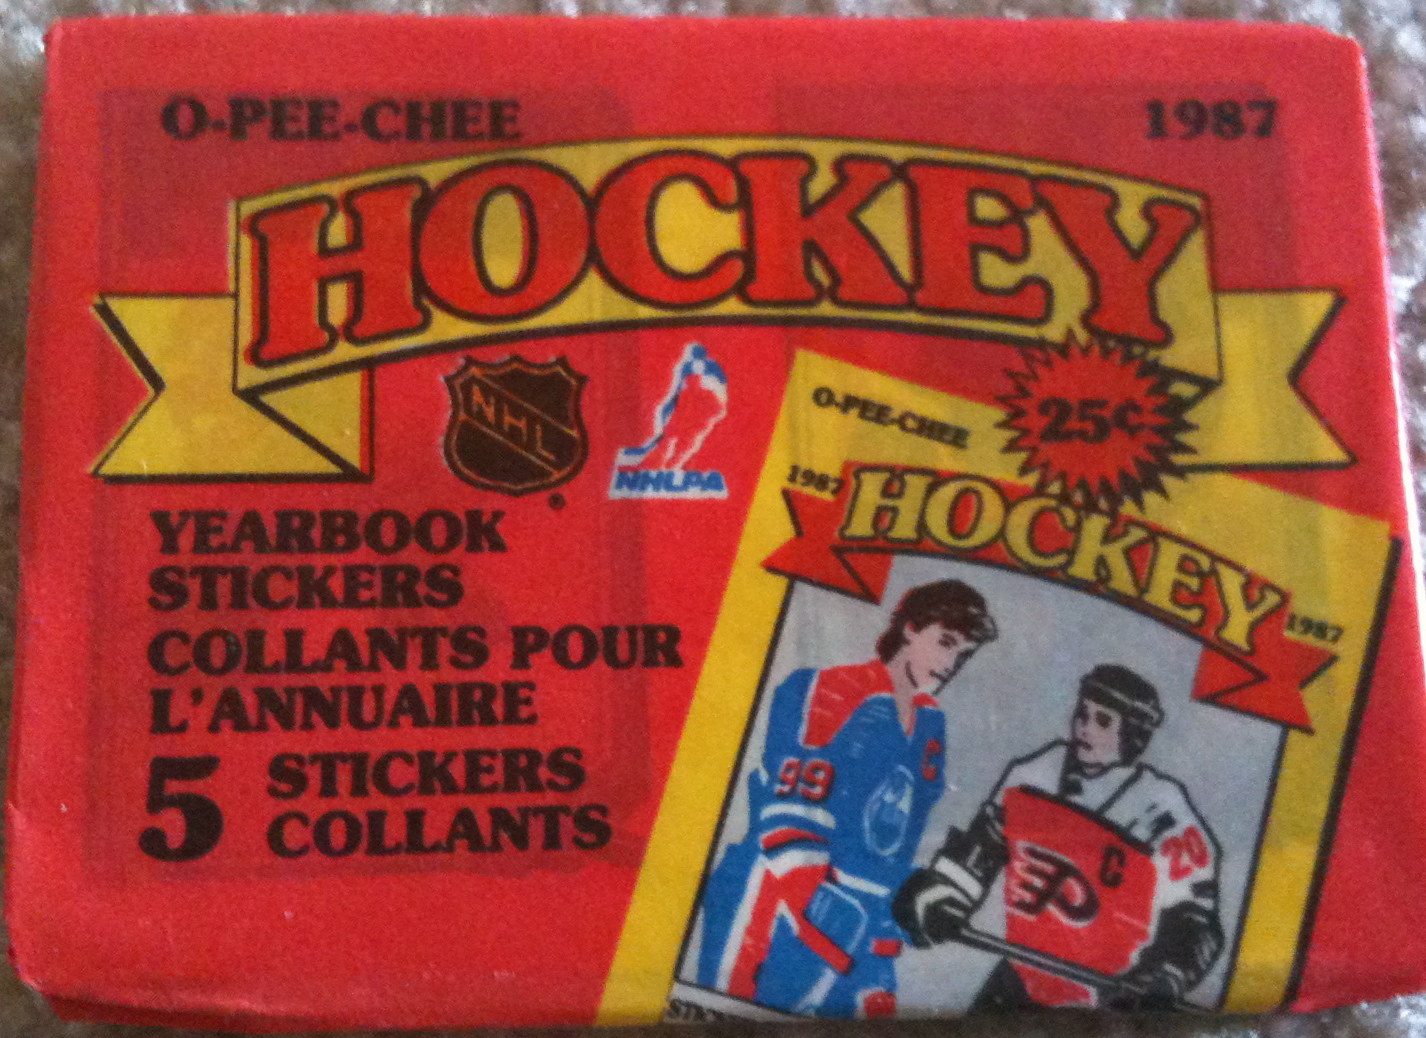 O-PEE-CHEE
1987
HOCKEY
NHL
NHLPA
25¢
O-PEE-CHEE
1987
HOCKEY
1987
YEARBOOK
STICKERS
COLLANTS POUR
L'ANNUAIRE
5 STICKERS
COLLANTS
99
C
C
20